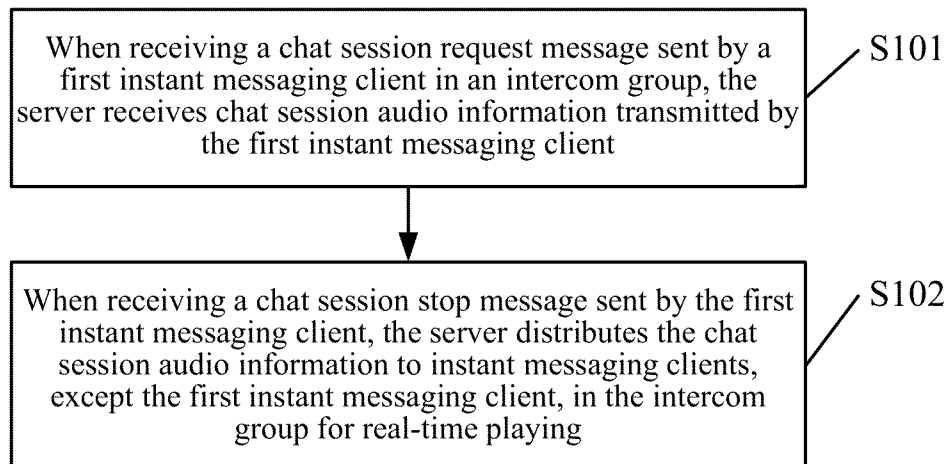 When receiving a chat session request message sent by a
first instant messaging client in an intercom group, the
server receives chat session audio information transmitted by
the first instant messaging client
S101
When receiving a chat session stop message sent by the first
instant messaging client, the server distributes the chat
session audio information to instant messaging clients,
except the first instant messaging client, in the intercom
group for real-time playing
S102